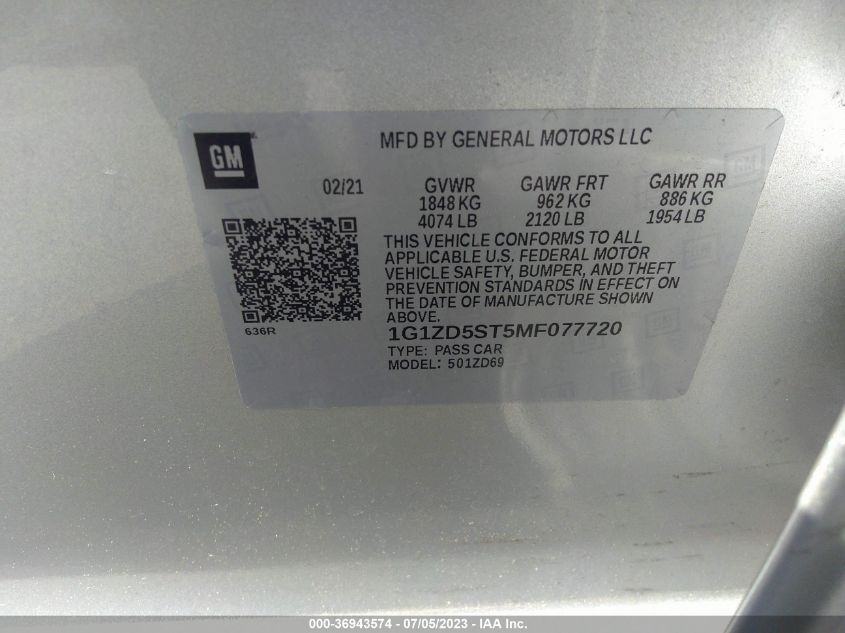 GM
MFD BY GENERAL MOTORS LLC
02/21
GVWR GAWR FRT GAWR RR
1848 KG 962 KG 886 KG
4074 LB 2120 LB 1954 LB
THIS VEHICLE CONFORMS TO ALL
APPLICABLE U.S. FEDERAL MOTOR
VEHICLE SAFETY, BUMPER, AND THEFT
PREVENTION STANDARDS IN EFFECT ON
THE DATE OF MANUFACTURE SHOWN
ABOVE.
636R
1G1ZD5ST5MF077720
TYPE: PASS CAR
MODEL: 501ZD69
000-36943574 - 07/05/2023 - IAA Inc.